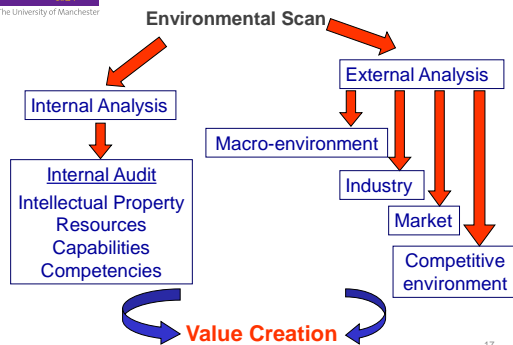 The University of Manchester
Environmental Scan
Internal Analysis
Internal Audit
Intellectual Property
Resources
Capabilities
Competencies
External Analysis
Macro-environment
Industry
Market
Competitive
environment
Value Creation
17